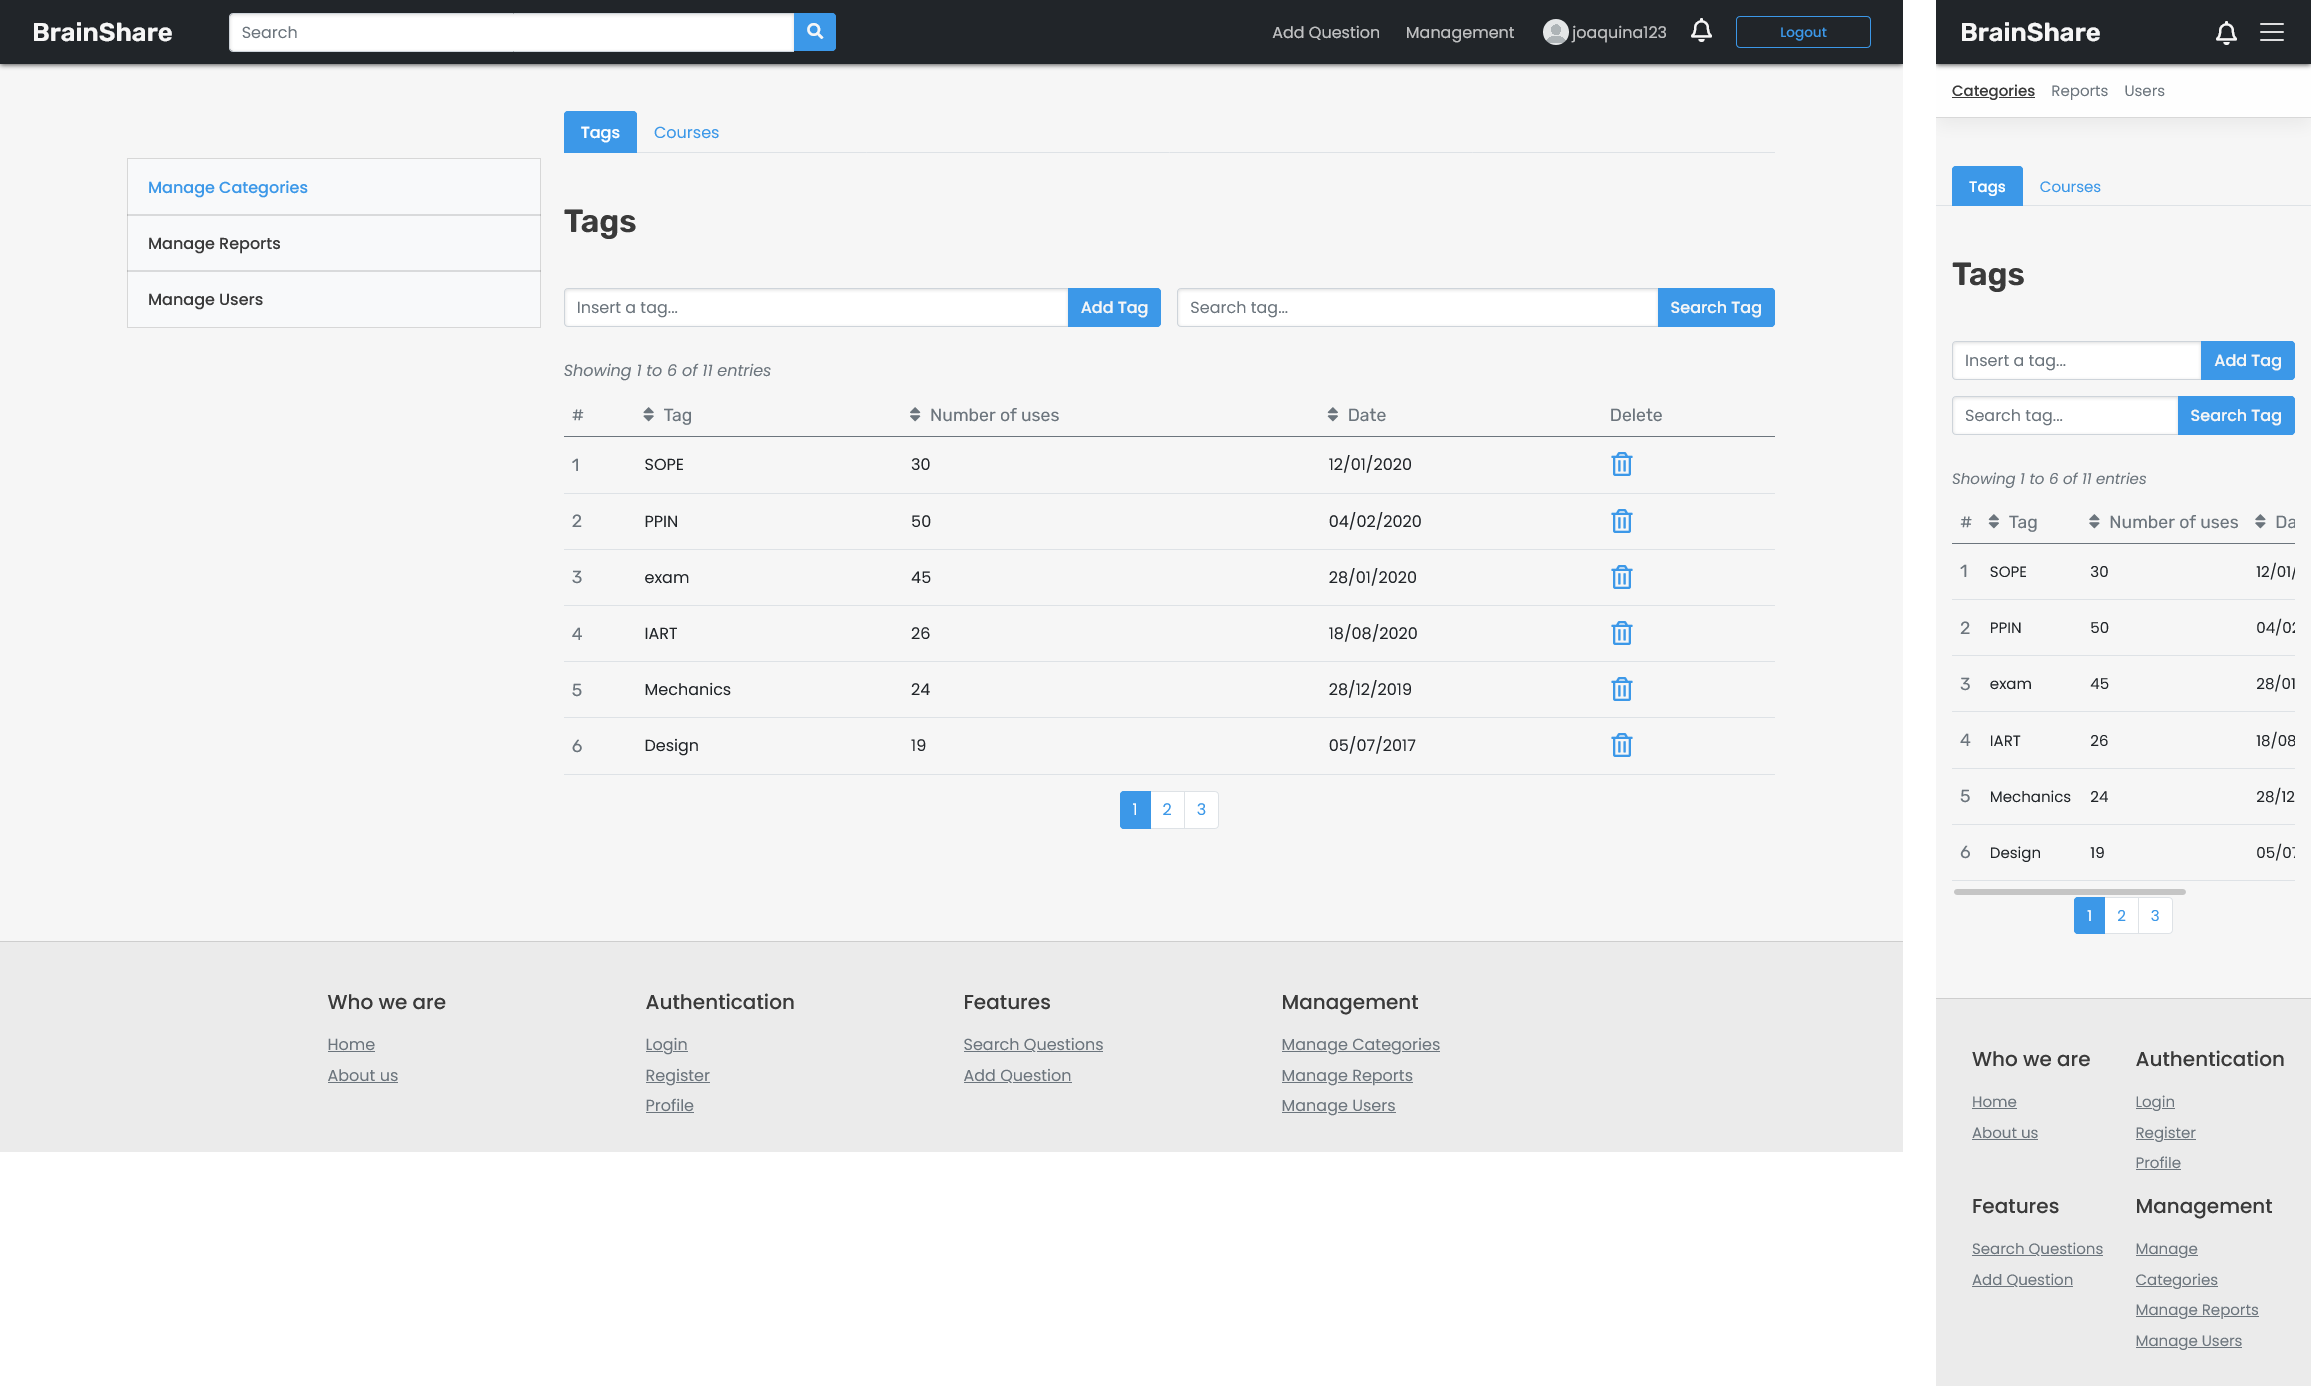 BrainShare Search Add Question Management joaquina123 Logout
Tags Courses
Manage Categories
Manage Reports
Manage Users
Tags
Insert a tag... Add Tag Search tag... Search Tag
Showing 1 to 6 of 11 entries
# Tag Number of uses Date Delete
1 SOPE 30 12/01/2020
2 PPIN 50 04/02/2020
3 exam 45 28/01/2020
4 IART 26 18/08/2020
5 Mechanics 24 28/12/2019
6 Design 19 05/07/2017
1 2 3
Who we are Authentication Features Management
Home Login Search Questions Manage Categories
About us Register Add Question Manage Reports
Profile Manage Users
BrainShare
Categories Reports Users
Tags Courses
Tags
Insert a tag... Add Tag
Search tag... Search Tag
Showing 1 to 6 of 11 entries
# Tag Number of uses Da
1 SOPE 30 12/01/
2 PPIN 50 04/02
3 exam 45 28/01
4 IART 26 18/08
5 Mechanics 24 28/12
6 Design 19 05/07
1 2 3
Who we are Authentication
Home Login
About us Register
Profile
Features Management
Search Questions Manage
Add Question Categories
Manage Reports
Manage Users